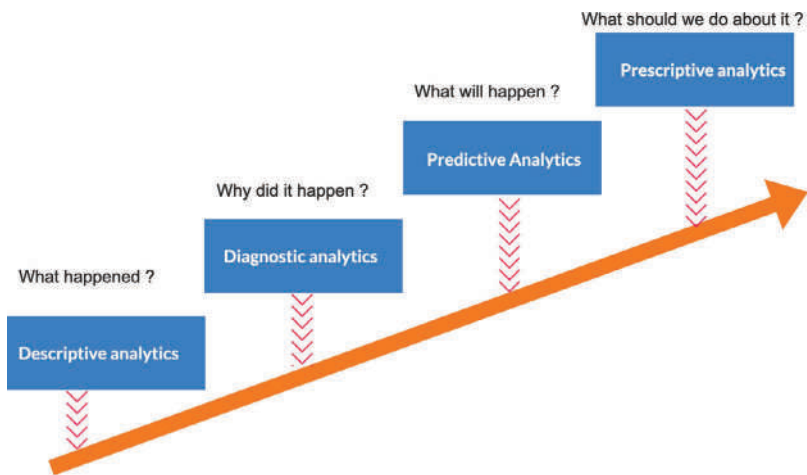 What should we do about it ?
Prescriptive analytics
What will happen ?
Predictive Analytics
Why did it happen ?
Diagnostic analytics
What happened ?
Descriptive analytics